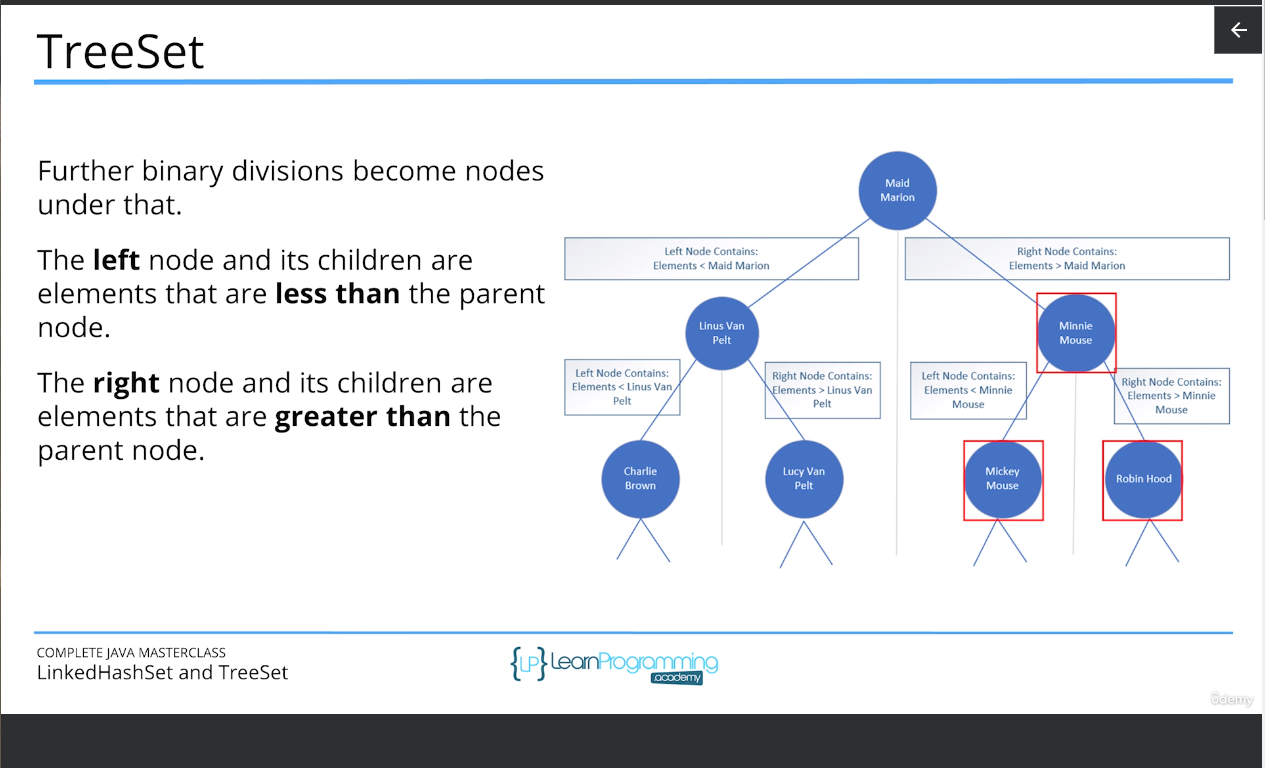 TreeSet
Further binary divisions become nodes
under that.
The left node and its children are
elements that are less than the parent
node.
The right node and its children are
elements that are greater than the
parent node.
Maid
Marion
Left Node Contains:
Elements < Maid Marion
Right Node Contains:
Elements > Maid Marion
Linus Van
Pelt
Minnie
Mouse
Left Node Contains:
Elements < Linus Van
Pelt
Right Node Contains:
Elements > Linus Van
Pelt
Left Node Contains:
Elements < Minnie
Mouse
Right Node Contains:
Elements > Minnie
Mouse
Charlie
Brown
Lucy Van
Pelt
Mickey
Mouse
Robin Hood
COMPLETE JAVA MASTERCLASS
LinkedHashSet and TreeSet
{LP} LearnProgramming
academy
ûdemy